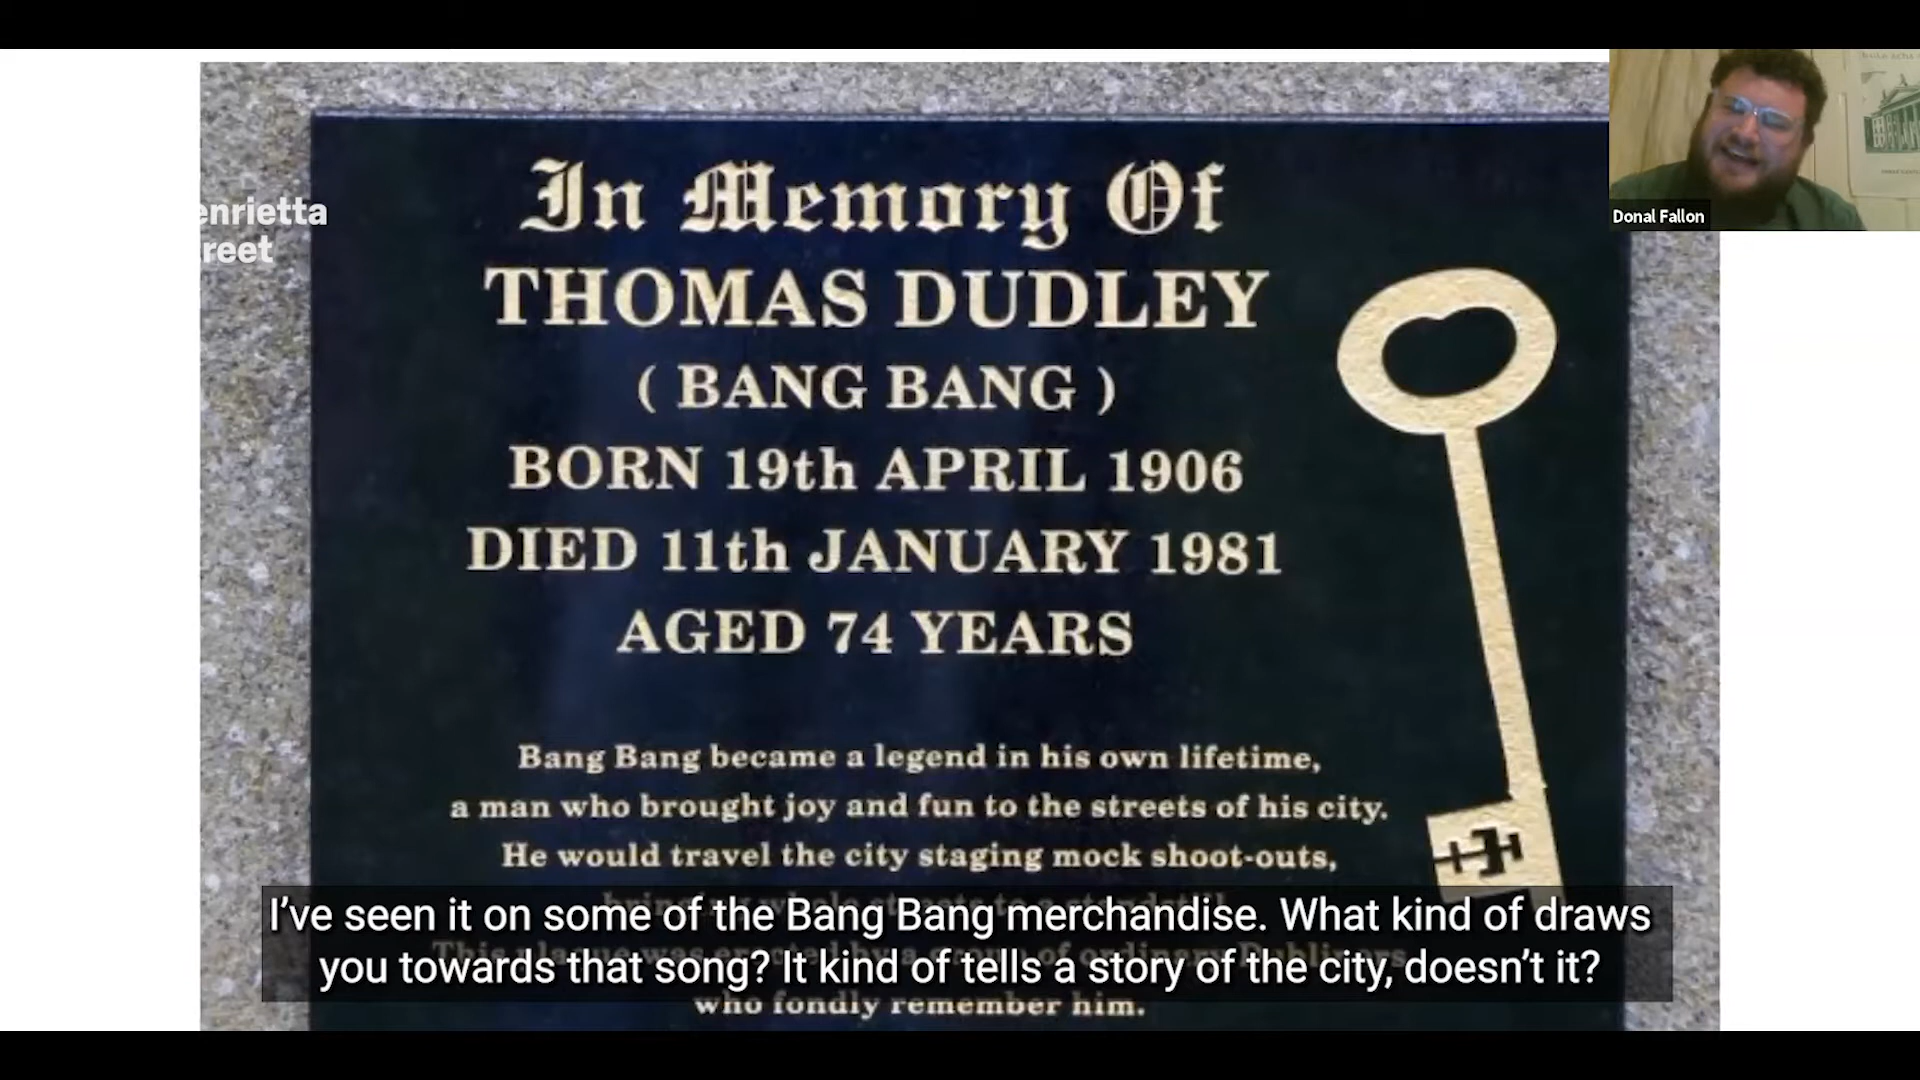 enrietta
reet
In Memory Of
THOMAS DUDLEY
( BANG BANG )
BORN 19th APRIL 1906
DIED 11th JANUARY 1981
AGED 74 YEARS
Bang Bang became a legend in his own lifetime,
a man who brought joy and fun to the streets of his city.
He would travel the city staging mock shoot-outs,
who fondly remember him.
Donal Fallon
I've seen it on some of the Bang Bang merchandise. What kind of draws
you towards that song? It kind of tells a story of the city, doesn't it?